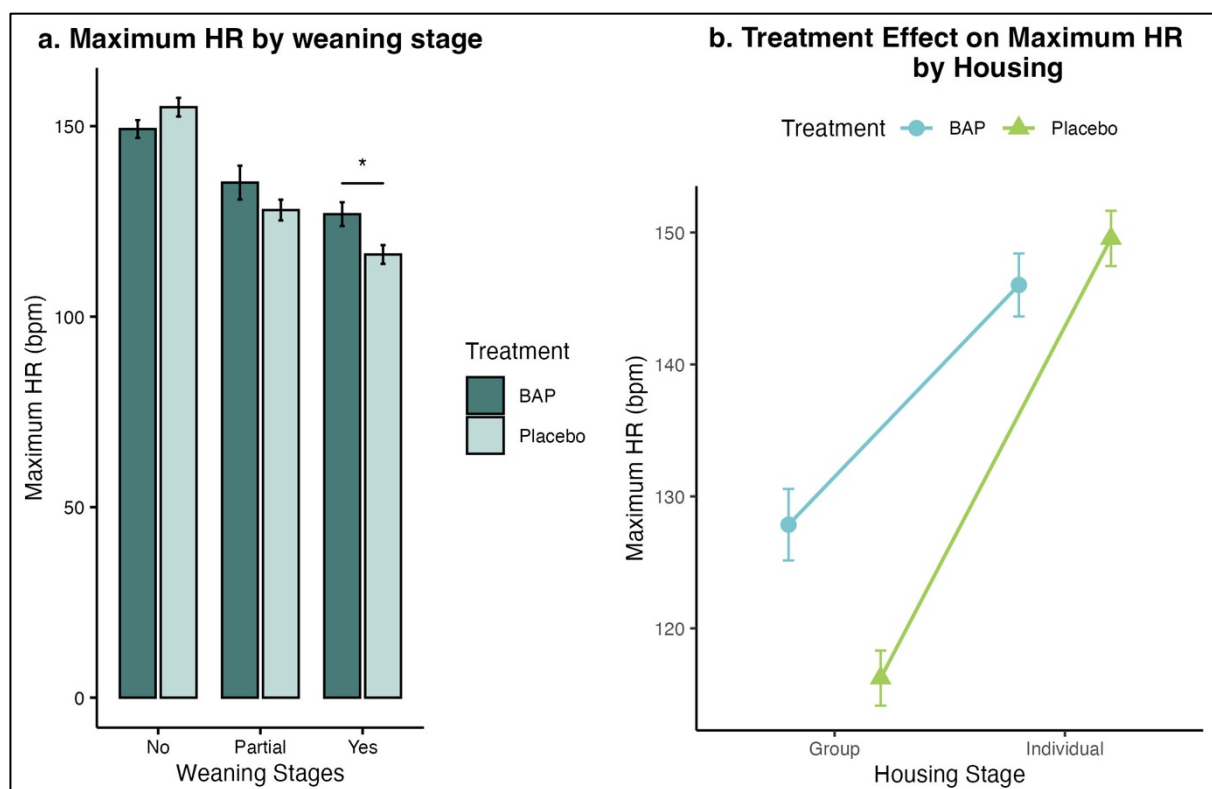 a. Maximum HR by weaning stage
Maximum HR (bpm)
150
100
50
0
*
No Partial Yes
Weaning Stages
Treatment
BAP
Placebo
b. Treatment Effect on Maximum HR
by Housing
Treatment BAP Placebo
Maximum HR (bpm)
150
140
130
120
Group Individual
Housing Stage